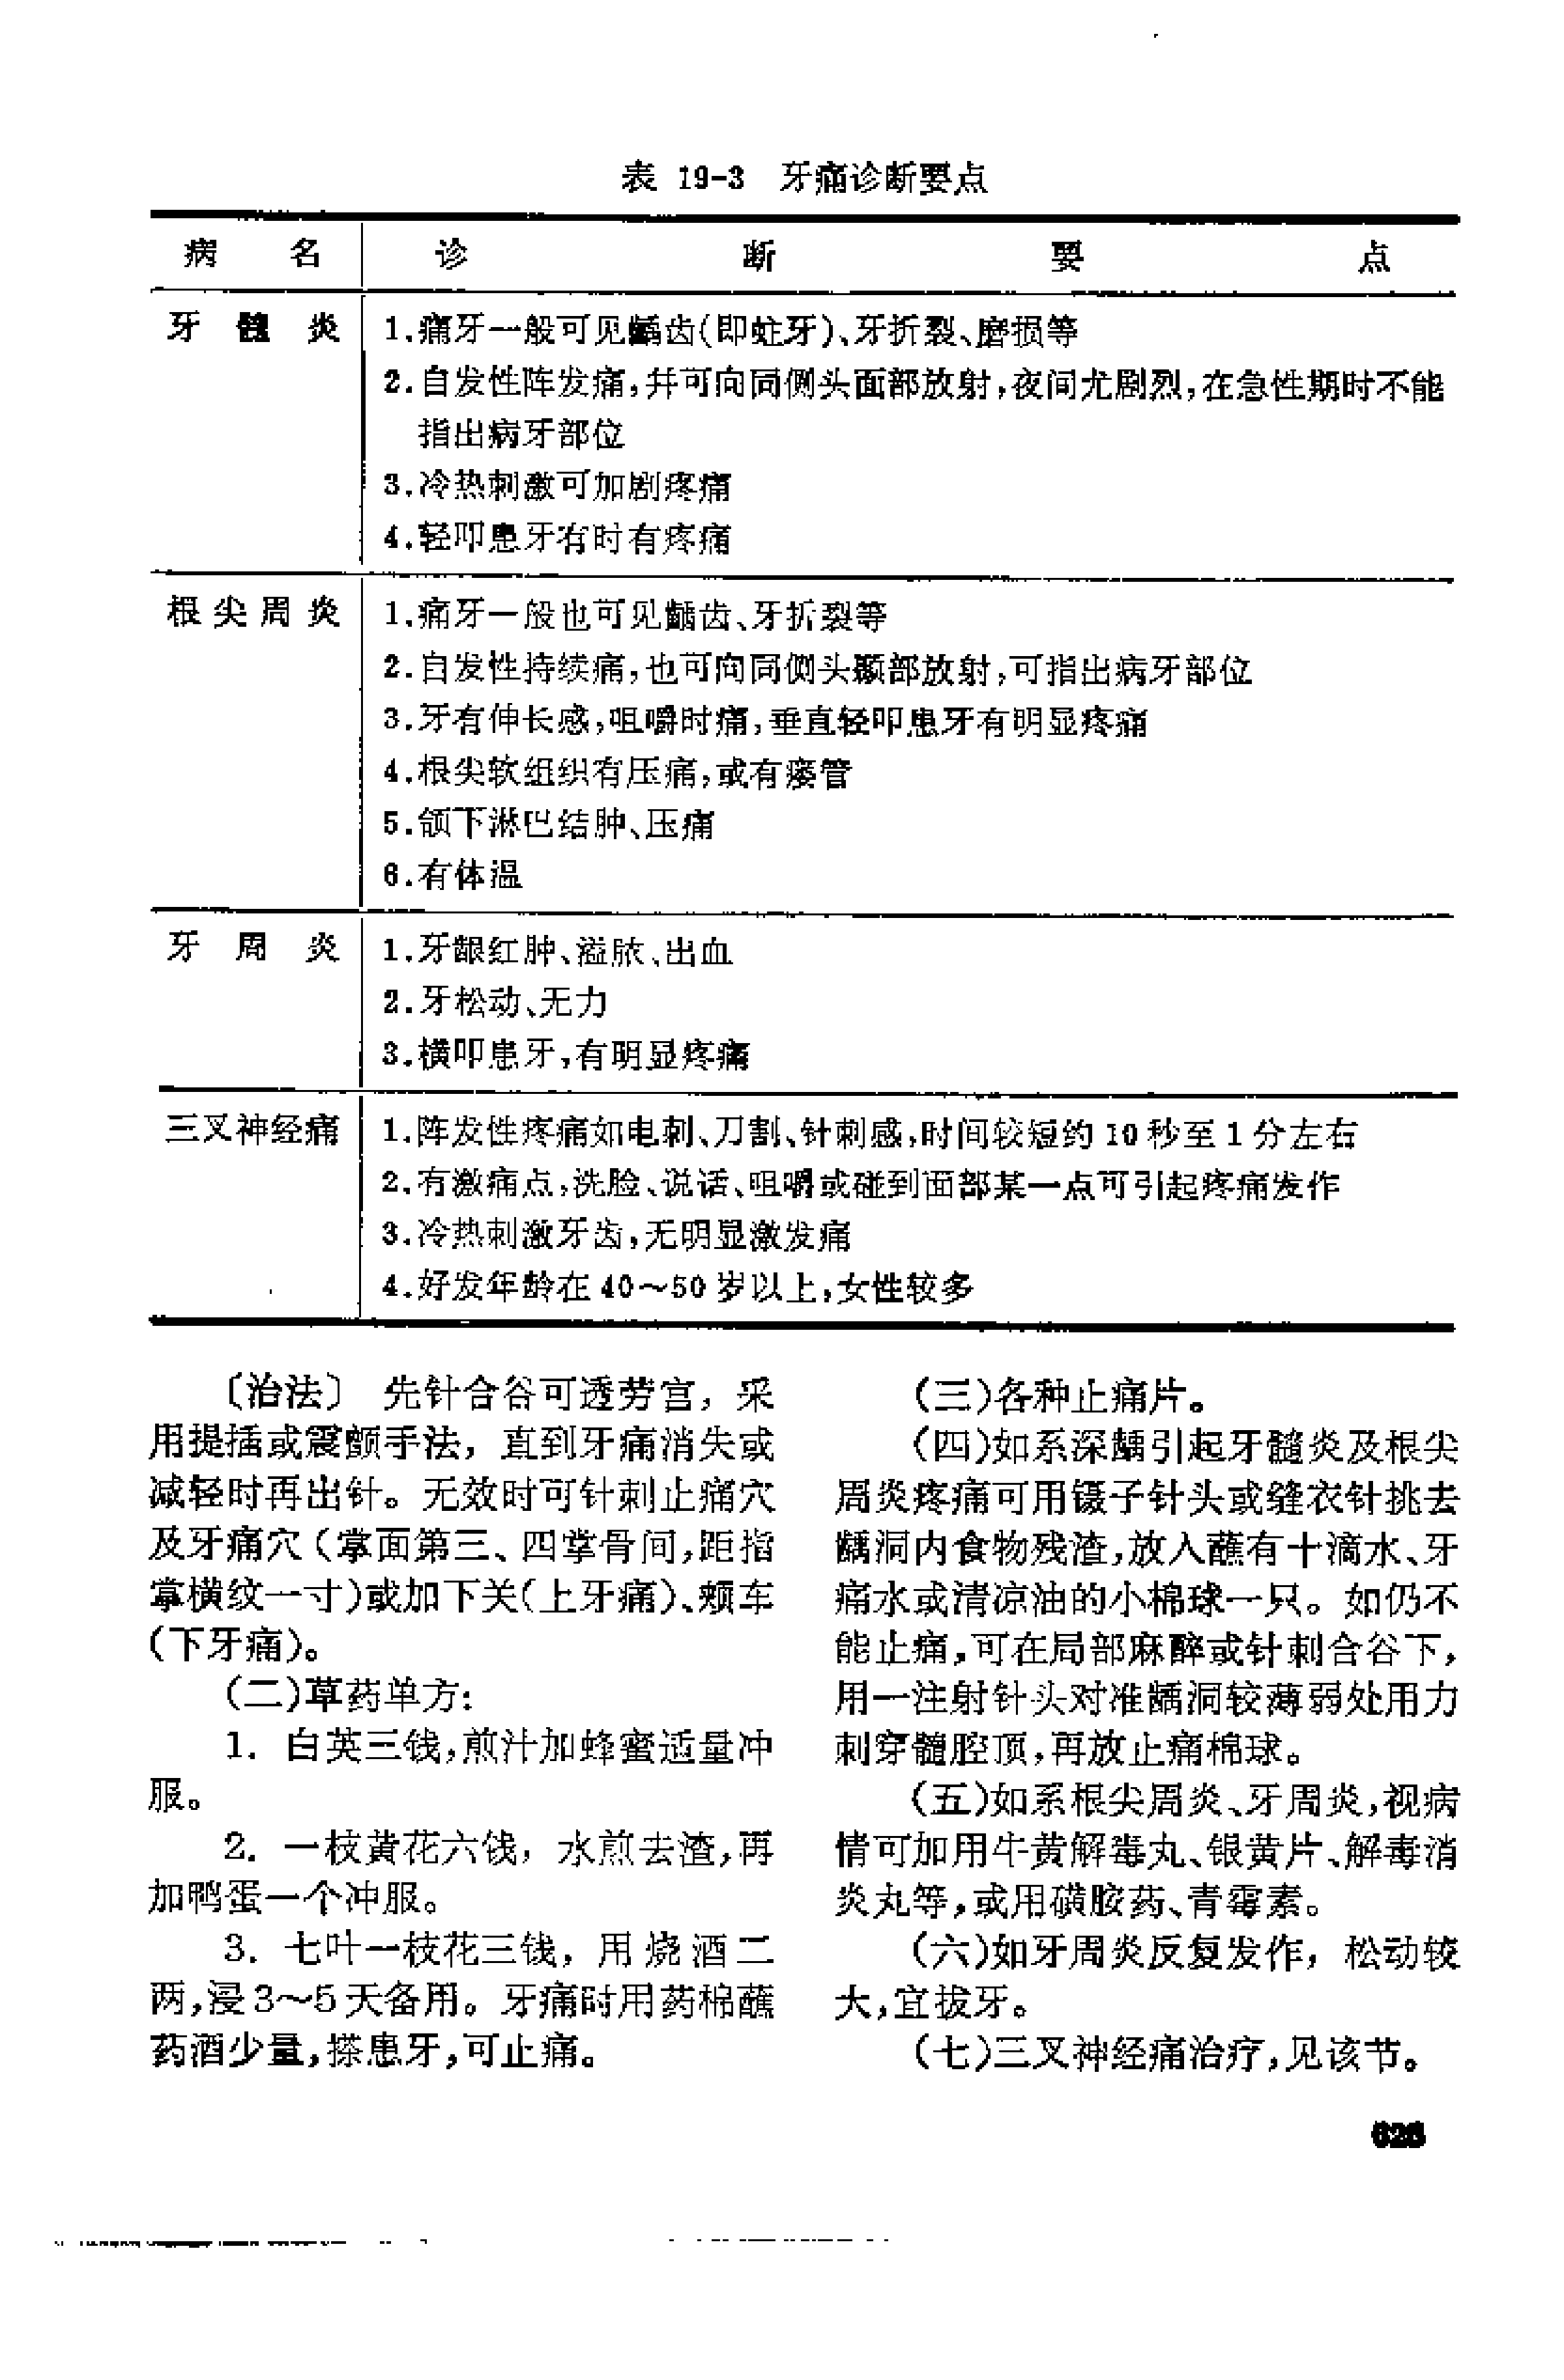 表 19-3 牙痛诊断要点
病 名 诊 断 要 点
牙 髓 炎 1.痛牙一般可见龋齿(即蛀牙)、牙折裂、磨损等
2.自发性阵发痛,并可向同侧头面部放射,夜间尤剧烈,在急性期时不能
指出病牙部位
3.冷热刺激可加剧疼痛
4.轻叩患牙有时有疼痛
根尖周炎 1.痛牙一般也可见龋齿、牙折裂等
2.自发性持续痛,也可向同侧头颞部放射,可指出病牙部位
3.牙有伸长感,咀嚼时痛,垂直轻叩患牙有明显疼痛
4.根尖软组织有压痛,或有瘘管
5.颌下淋巴结肿、压痛
6.有体温
牙 周 炎 1.牙龈红肿、溢脓、出血
2.牙松动、无力
3.横叩患牙,有明显疼痛
三叉神经痛 1.阵发性疼痛如电刺、刀割、针刺感,时间较短约10秒至1分左右
2.有激痛点,洗脸、说话、咀嚼或碰到面部某一点可引起疼痛发作
3.冷热刺激牙齿,无明显激发痛
4.好发年龄在40～50岁以上,女性较多
〔治法〕 先针合谷可透劳宫，采
用提插或震颤手法，直到牙痛消失或
减轻时再出针。无效时可针刺止痛穴
及牙痛穴(掌面第三、四掌骨间,距指
掌横纹一寸)或加下关(上牙痛)、颊车
(下牙痛)。
(二)草药单方:
1. 白英三钱,煎汁加蜂蜜适量冲
服。
2. 一枝黄花六钱，水煎去渣,再
加鸭蛋一个冲服。
3. 七叶一枝花三钱，用烧酒二
两,浸3～5天备用。牙痛时用药棉蘸
药酒少量,搽患牙,可止痛。
(三)各种止痛片。
(四)如系深龋引起牙髓炎及根尖
周炎疼痛可用镊子针头或缝衣针挑去
龋洞内食物残渣,放入蘸有十滴水、牙
痛水或清凉油的小棉球一只。如仍不
能止痛,可在局部麻醉或针刺合谷下,
用一注射针头对准龋洞较薄弱处用力
刺穿髓腔顶,再放止痛棉球。
(五)如系根尖周炎、牙周炎,视病
情可加用牛黄解毒丸、银黄片、解毒消
炎丸等,或用磺胺药、青霉素。
(六)如牙周炎反复发作，松动较
大,宜拔牙。
(七)三叉神经痛治疗,见该节。